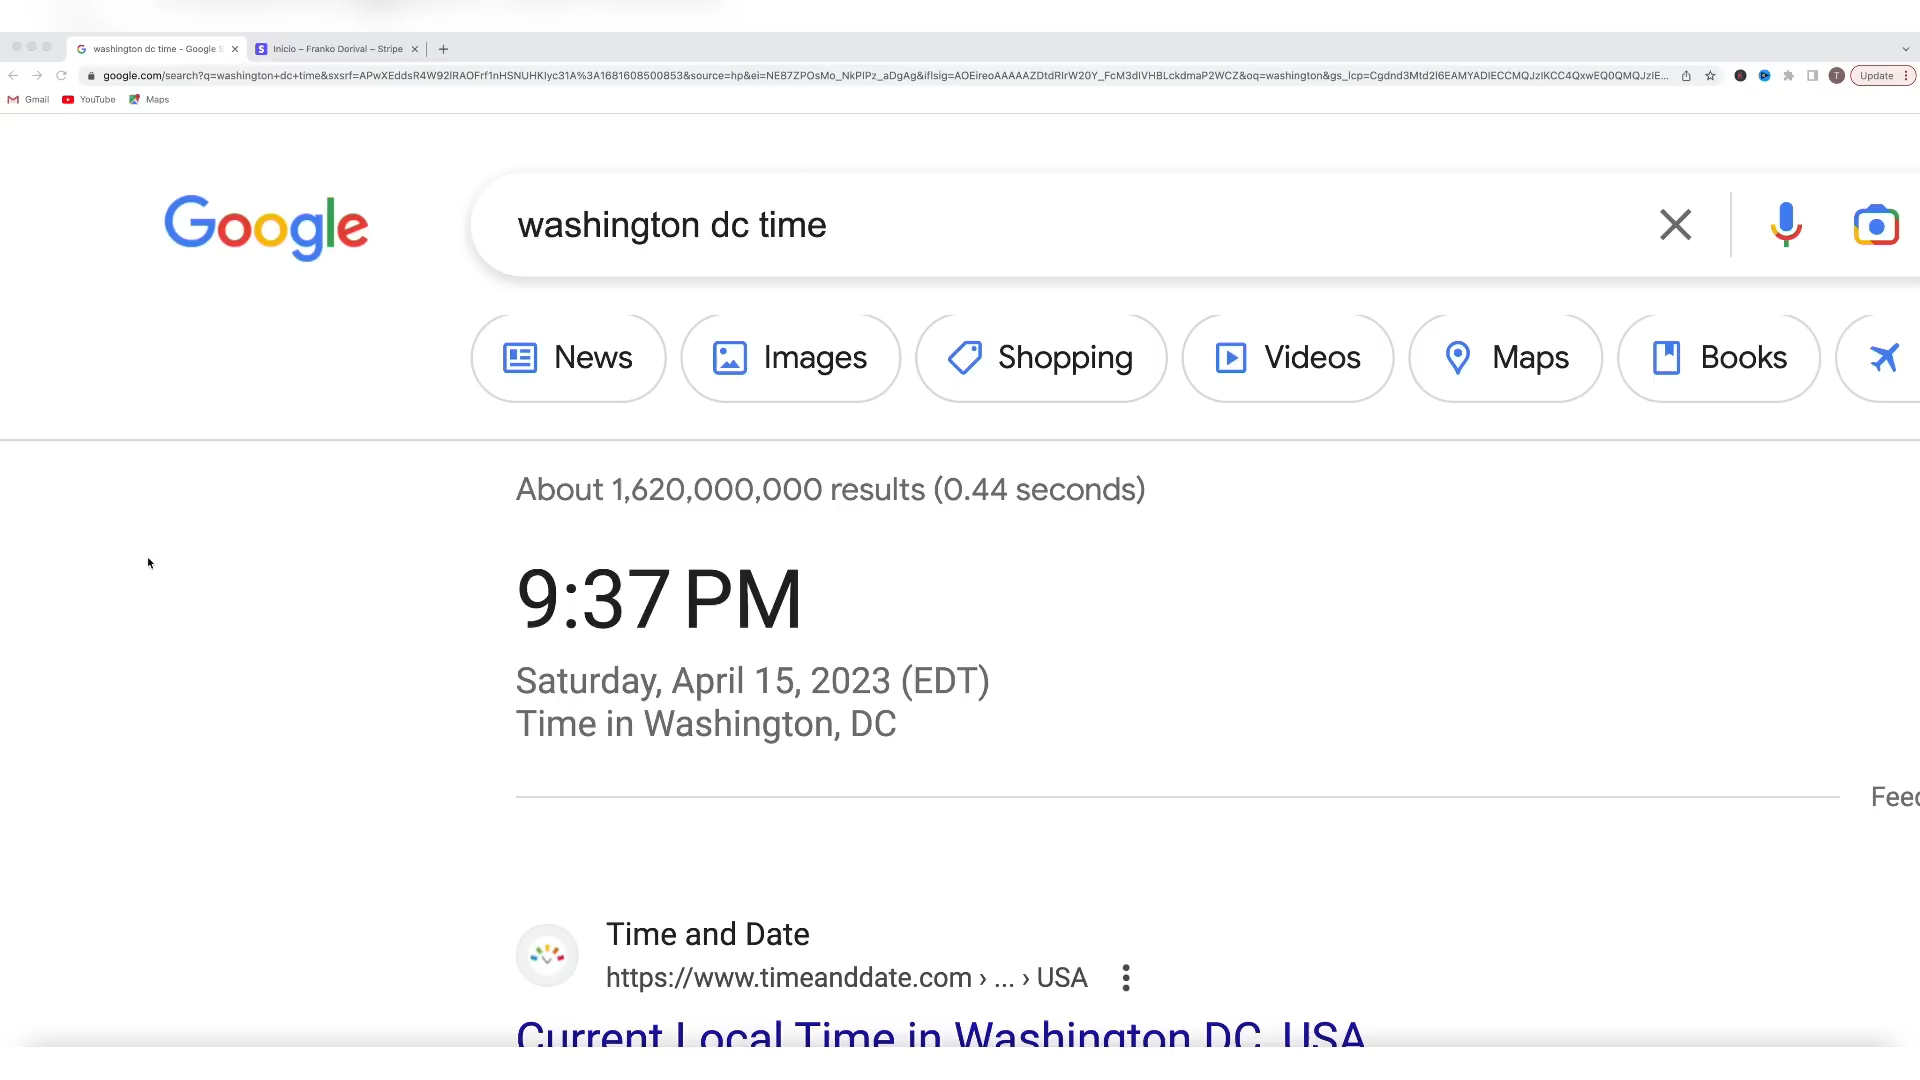 washington dc time - Google S
Inicio – Franko Dorival – Stripe
Update
Gmail
YouTube
Maps
Google
washington dc time
News
Images
Shopping
Videos
Maps
Books
About 1,620,000,000 results (0.44 seconds)
9:37 PM
Saturday, April 15, 2023 (EDT)
Time in Washington, DC
Time and Date
https://www.timeanddate.com › ... › USA
Current Local Time in Washington DC, USA